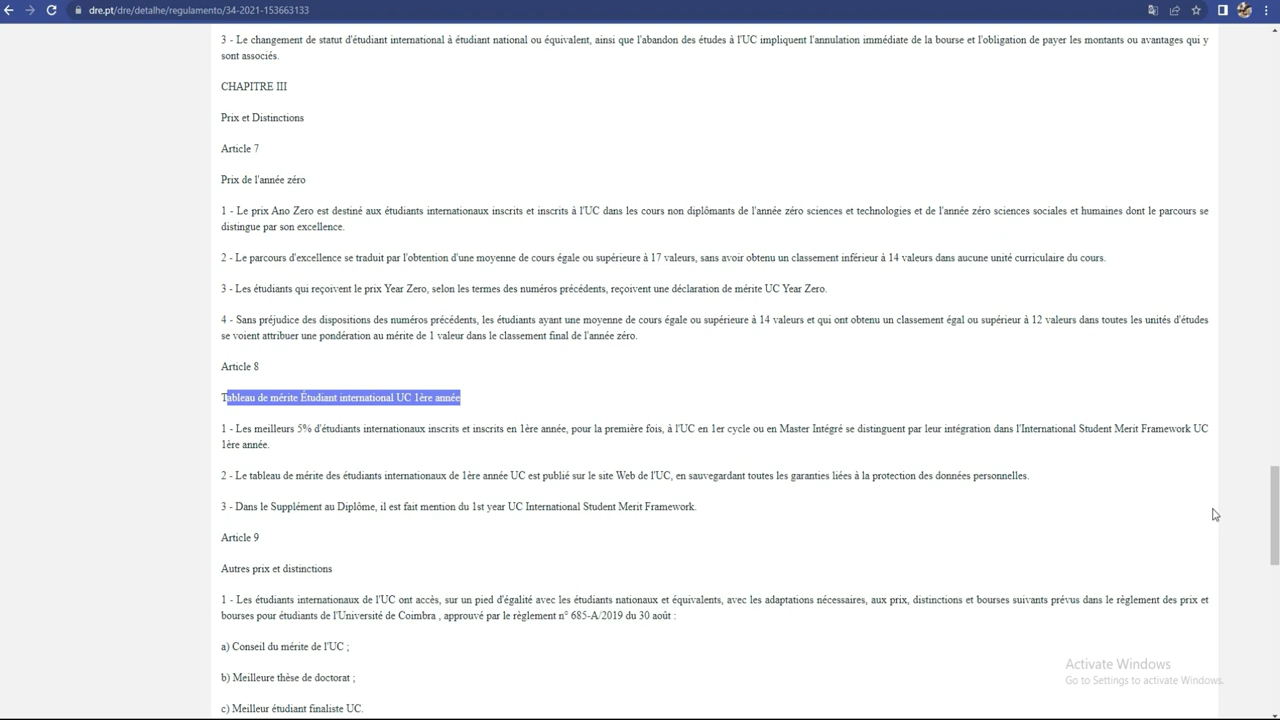 dre.pt/dre/detalhe/regulamento/34-2021-153663133
3 - Le changement de statut d'étudiant international à étudiant national ou équivalent, ainsi que l'abandon des études à l'UC impliquent l'annulation immédiate de la bourse et l'obligation de payer les montants ou avantages qui y
sont associés.
CHAPITRE III
Prix et Distinctions
Article 7
Prix de l'année zéro
1 - Le prix Ano Zero est destiné aux étudiants internationaux inscrits et inscrits à l'UC dans les cours non diplômants de l'année zéro sciences et technologies et de l'année zéro sciences sociales et humaines dont le parcours se
distingue par son excellence.
2 - Le parcours d'excellence se traduit par l'obtention d'une moyenne de cours égale ou supérieure à 17 valeurs, sans avoir obtenu un classement inférieur à 14 valeurs dans aucune unité curriculaire du cours.
3 - Les étudiants qui reçoivent le prix Year Zero, selon les termes des numéros précédents, reçoivent une déclaration de mérite UC Year Zero.
4 - Sans préjudice des dispositions des numéros précédents, les étudiants ayant une moyenne de cours égale ou supérieure à 14 valeurs et qui ont obtenu un classement égal ou supérieur à 12 valeurs dans toutes les unités d'études
se voient attribuer une pondération au mérite de 1 valeur dans le classement final de l'année zéro.
Article 8
Tableau de mérite Étudiant international UC 1ère année
1 - Les meilleurs 5% d'étudiants internationaux inscrits et inscrits en 1ère année, pour la première fois, à l'UC en 1er cycle ou en Master Intégré se distinguent par leur intégration dans l'International Student Merit Framework UC
1ère année.
2 - Le tableau de mérite des étudiants internationaux de 1ère année UC est publié sur le site Web de l'UC, en sauvegardant toutes les garanties liées à la protection des données personnelles.
3 - Dans le Supplément au Diplôme, il est fait mention du 1st year UC International Student Merit Framework.
Article 9
Autres prix et distinctions
1 - Les étudiants internationaux de l'UC ont accès, sur un pied d'égalité avec les étudiants nationaux et équivalents, avec les adaptations nécessaires, aux prix, distinctions et bourses suivants prévus dans le règlement des prix et
bourses pour étudiants de l'Université de Coimbra , approuvé par le règlement n° 685-A/2019 du 30 août :
a) Conseil du mérite de l'UC ;
b) Meilleure thèse de doctorat ;
c) Meilleur étudiant finaliste UC.
Activate Windows
Go to Settings to activate Windows.